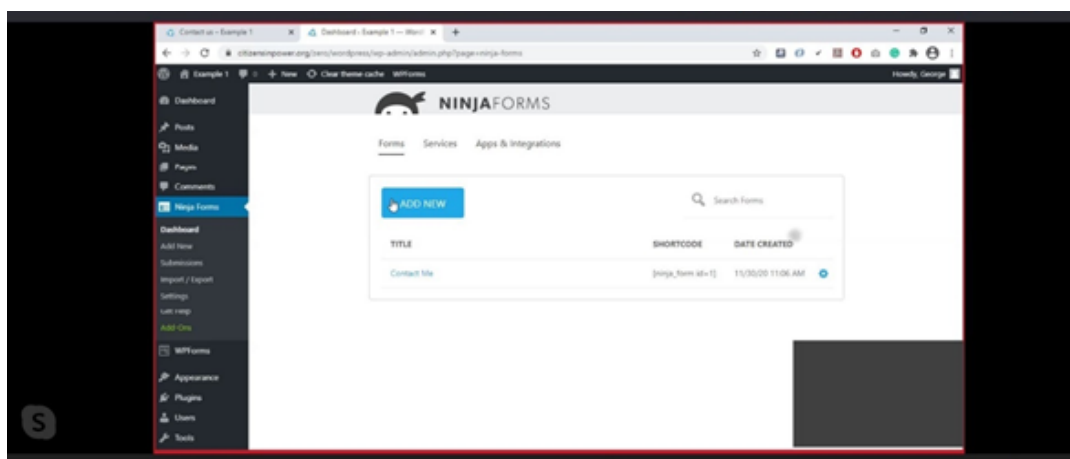 Contact us – Example 1
Dashboard ‹ Example 1 — Word
citizensinpower.org/zero/wordpress/wp-admin/admin.php?page=ninja-forms
Example 1
New
Clear theme cache
WPForms
Howdy, George
Dashboard
Posts
Media
Pages
Comments
Ninja Forms
Dashboard
Add New
Submissions
Import / Export
Settings
Get Help
Add-Ons
WPForms
Appearance
Plugins
Users
Tools
NINJAFORMS
Forms Services Apps & Integrations
ADD NEW
Search Forms
TITLE SHORTCODE DATE CREATED
Contact Me [ninja_form id=1] 11/30/20 11:06 AM
S